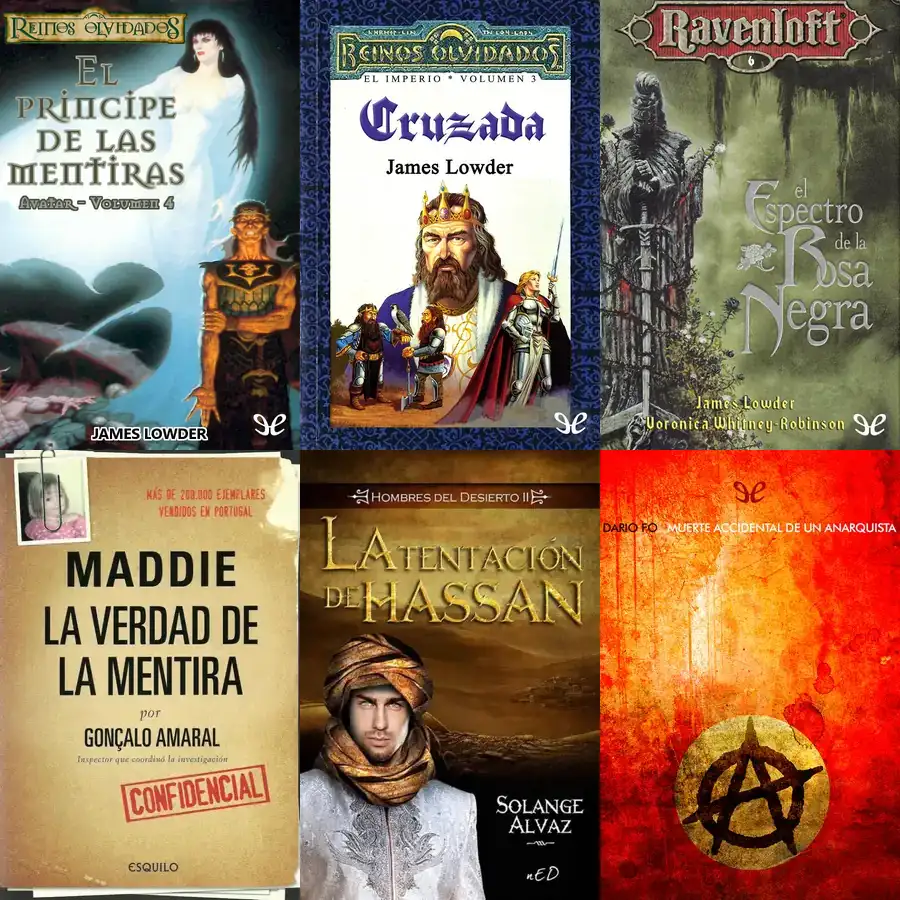 REINOS OLVIDADOS
EL
PRINCIPE
DE LAS
MENTIRAS
AVATAR - VOLUMEN 4
JAMES LOWDER
REINOS OLVIDADOS
EL IMPERIO * VOLUMEN 3
Cruzada
James Lowder
Ravenloft
6
el
Espectro
de la
Rosa
Negra
James Lowder
Voronica Whitney-Robinson
MÁS DE 200.000 EJEMPLARES
VENDIDOS EN PORTUGAL
MADDIE
LA VERDAD DE
LA MENTIRA
por
GONÇALO AMARAL
Inspector que coordinó la investigación
CONFIDENCIAL
ESQUILO
HOMBRES DEL DESIERTO II
LA TENTACIÓN
DE HASSAN
SOLANGE
ALVAZ
nED
DARIO FO MUERTE ACCIDENTAL DE UN ANARQUISTA